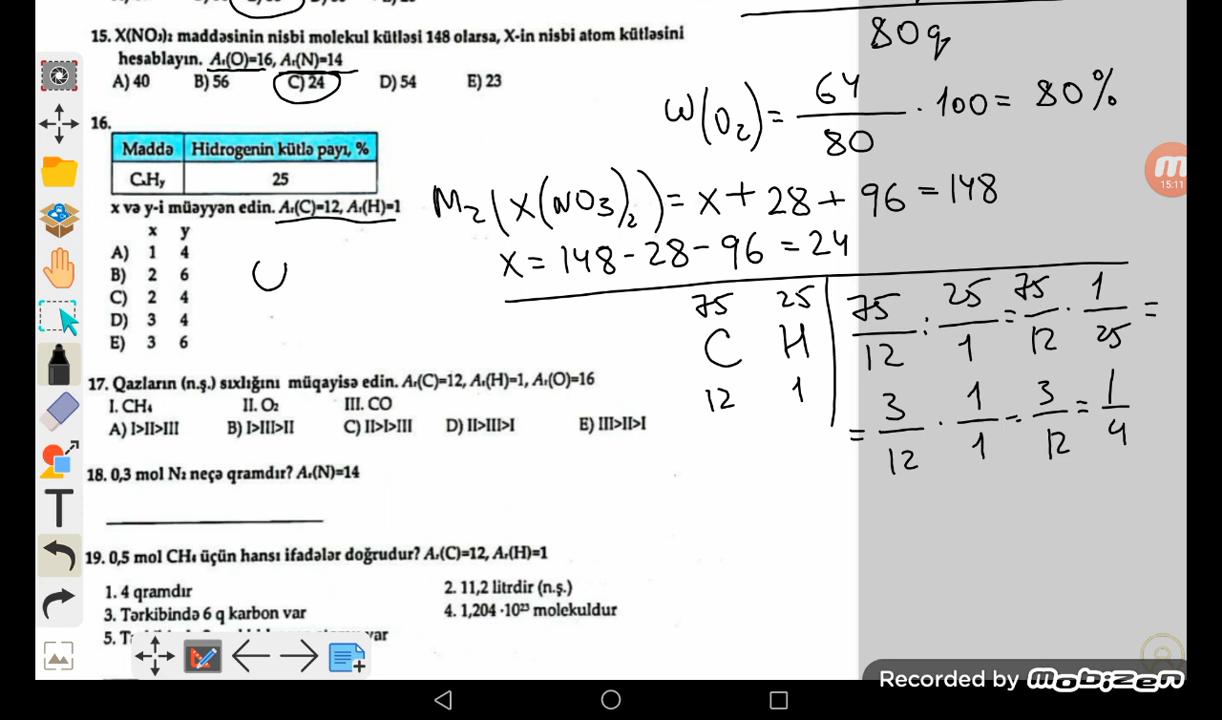 80q
15. X(NO₃)₂ maddəsinin nisbi molekul kütləsi 148 olarsa, X-in nisbi atom kütləsini
hesablayın. Aᵣ(O)=16, Aᵣ(N)=14
A) 40 B) 56 C) 24 D) 54 E) 23
W(O₂) = 64/80 · 100 = 80%
16.
Maddə Hidrogenin kütlə payı, %
CₓHᵧ 25
x və y-i müəyyən edin. Aᵣ(C)=12, Aᵣ(H)=1
x y
A) 1 4
B) 2 6
C) 2 4
D) 3 4
E) 3 6
Mz(X(NO3)₂) = x + 28 + 96 = 148
x = 148 - 28 - 96 = 24
75 25
C H
12 1
75/12 : 25/1 = 75/12 · 1/25 =
= 3/12 · 1/1 = 3/12 = 1/4
17. Qazların (n.ş.) sıxlığını müqayisə edin. Aᵣ(C)=12, Aᵣ(H)=1, Aᵣ(O)=16
I. CH₄ II. O₂ III. CO
A) I>II>III B) I>III>II C) II>I>III D) II>III>I E) III>II>I
18. 0,3 mol N₂ neçə qramdır? Aᵣ(N)=14
19. 0,5 mol CH₄ üçün hansı ifadələr doğrudur? Aᵣ(C)=12, Aᵣ(H)=1
1. 4 qramdır 2. 11,2 litrdir (n.ş.)
3. Tərkibində 6 q karbon var 4. 1,204 ·10²³ molekuldur
5. var
15:11
T
Recorded by mobizen